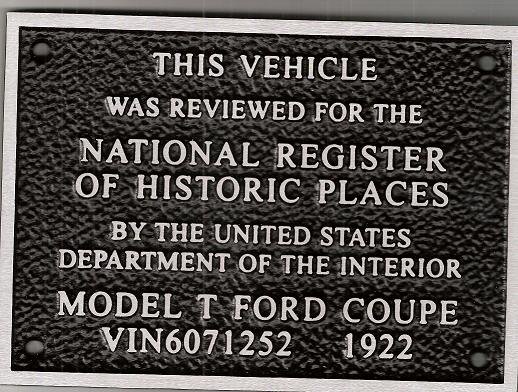 THIS VEHICLE
WAS REVIEWED FOR THE
NATIONAL REGISTER
OF HISTORIC PLACES
BY THE UNITED STATES
DEPARTMENT OF THE INTERIOR
MODEL T FORD COUPE
VIN6071252 1922